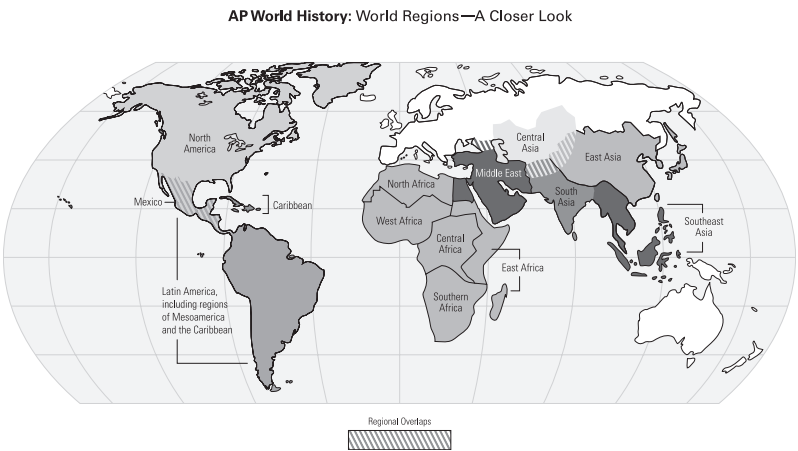 AP World History: World Regions—A Closer Look
North
America
Central
Asia
East Asia
Middle East
North Africa
South
Asia
Mexico
Caribbean
West Africa
Southeast
Asia
Central
Africa
East Africa
Latin America,
including regions
of Mesoamerica
and the Caribbean
Southern
Africa
Regional Overlaps